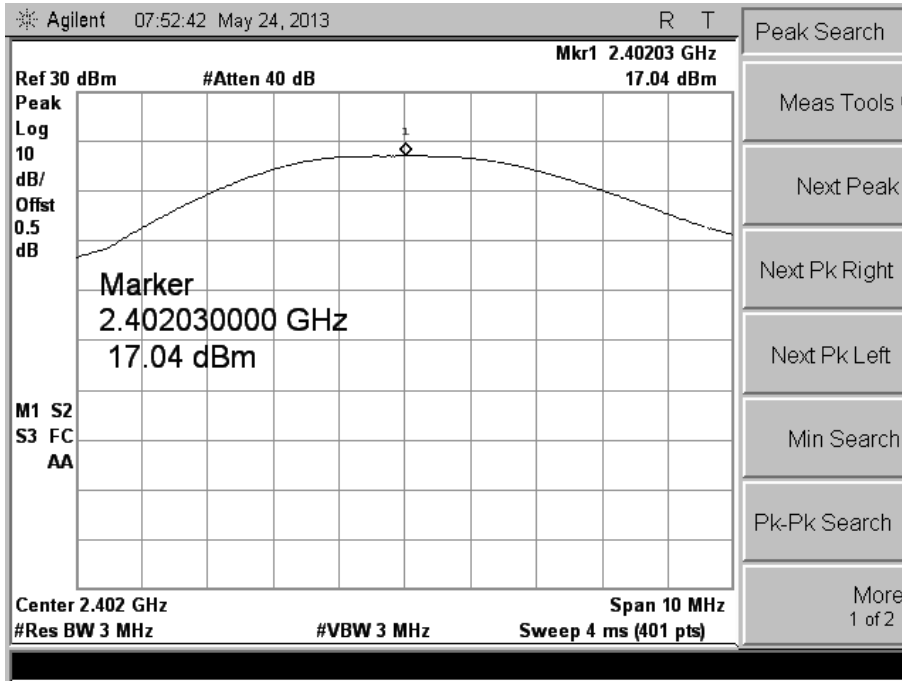 Agilent 07:52:42 May 24, 2013 R T
Mkr1 2.40203 GHz
Ref 30 dBm #Atten 40 dB 17.04 dBm
Peak
Log
10
dB/
Offst
0.5
dB
1
Marker
2.402030000 GHz
17.04 dBm
M1 S2
S3 FC
AA
Center 2.402 GHz Span 10 MHz
#Res BW 3 MHz #VBW 3 MHz Sweep 4 ms (401 pts)
Peak Search
Meas Tools
Next Peak
Next Pk Right
Next Pk Left
Min Search
Pk-Pk Search
More
1 of 2